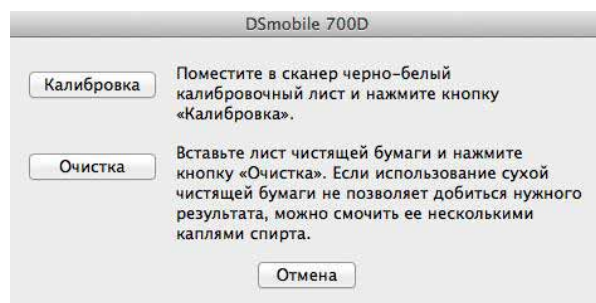 DSmobile 700D
Калибровка
Поместите в сканер черно-белый
калибровочный лист и нажмите кнопку
«Калибровка».
Очистка
Вставьте лист чистящей бумаги и нажмите
кнопку «Очистка». Если использование сухой
чистящей бумаги не позволяет добиться нужного
результата, можно смочить ее несколькими
каплями спирта.
Отмена